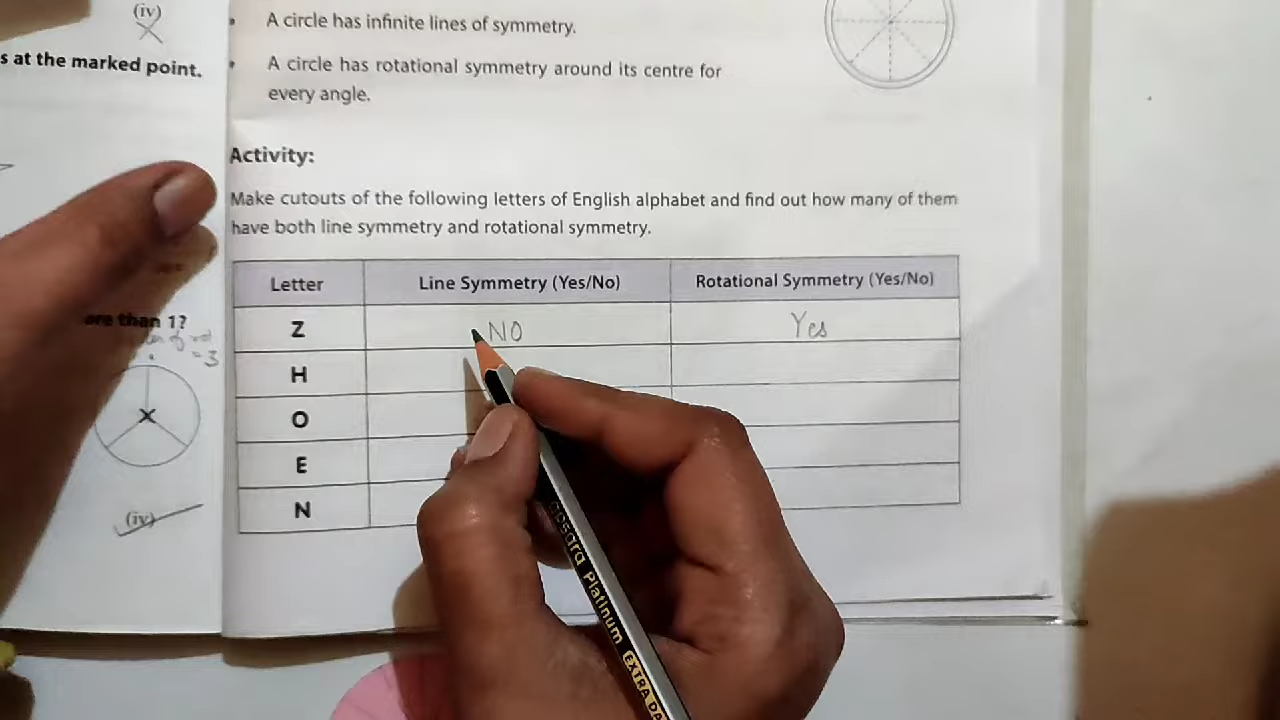 (iv)
s at the marked point.
• A circle has infinite lines of symmetry.
• A circle has rotational symmetry around its centre for
every angle.
Activity:
Make cutouts of the following letters of English alphabet and find out how many of them
have both line symmetry and rotational symmetry.
Letter Line Symmetry (Yes/No) Rotational Symmetry (Yes/No)
Z NO Yes
H
O
E
N
ore than 1?
= 3
(iv)
apsara Platinum EXTRA DA